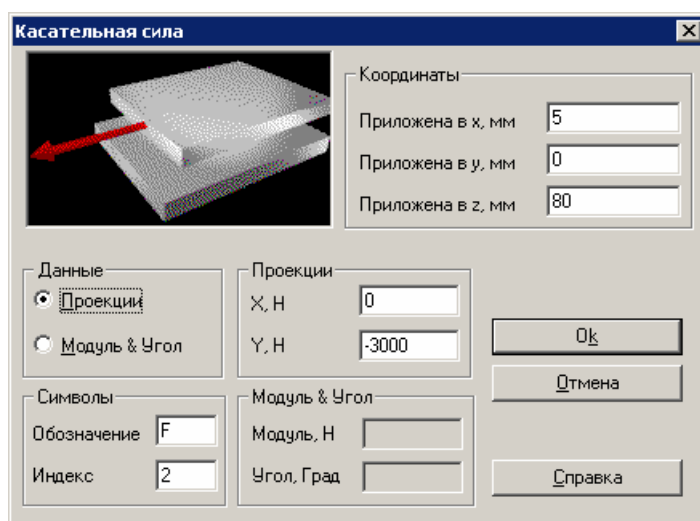 Касательная сила
Координаты
Приложена в x, мм 5
Приложена в y, мм 0
Приложена в z, мм 80
Данные
Проекции
Модуль & Угол
Проекции
X, Н 0
Y, Н -3000
Ok
Отмена
Символы
Обозначение F
Индекс 2
Модуль & Угол
Модуль, Н
Угол, Град
Справка